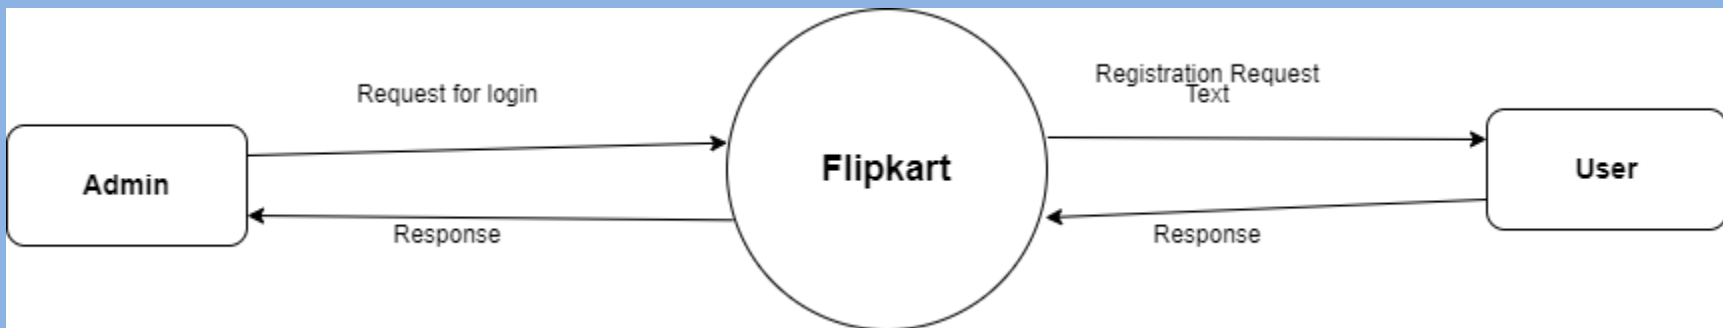 Registration Request
Request for login
Text
Flipkart
User
Admin
Response
Response